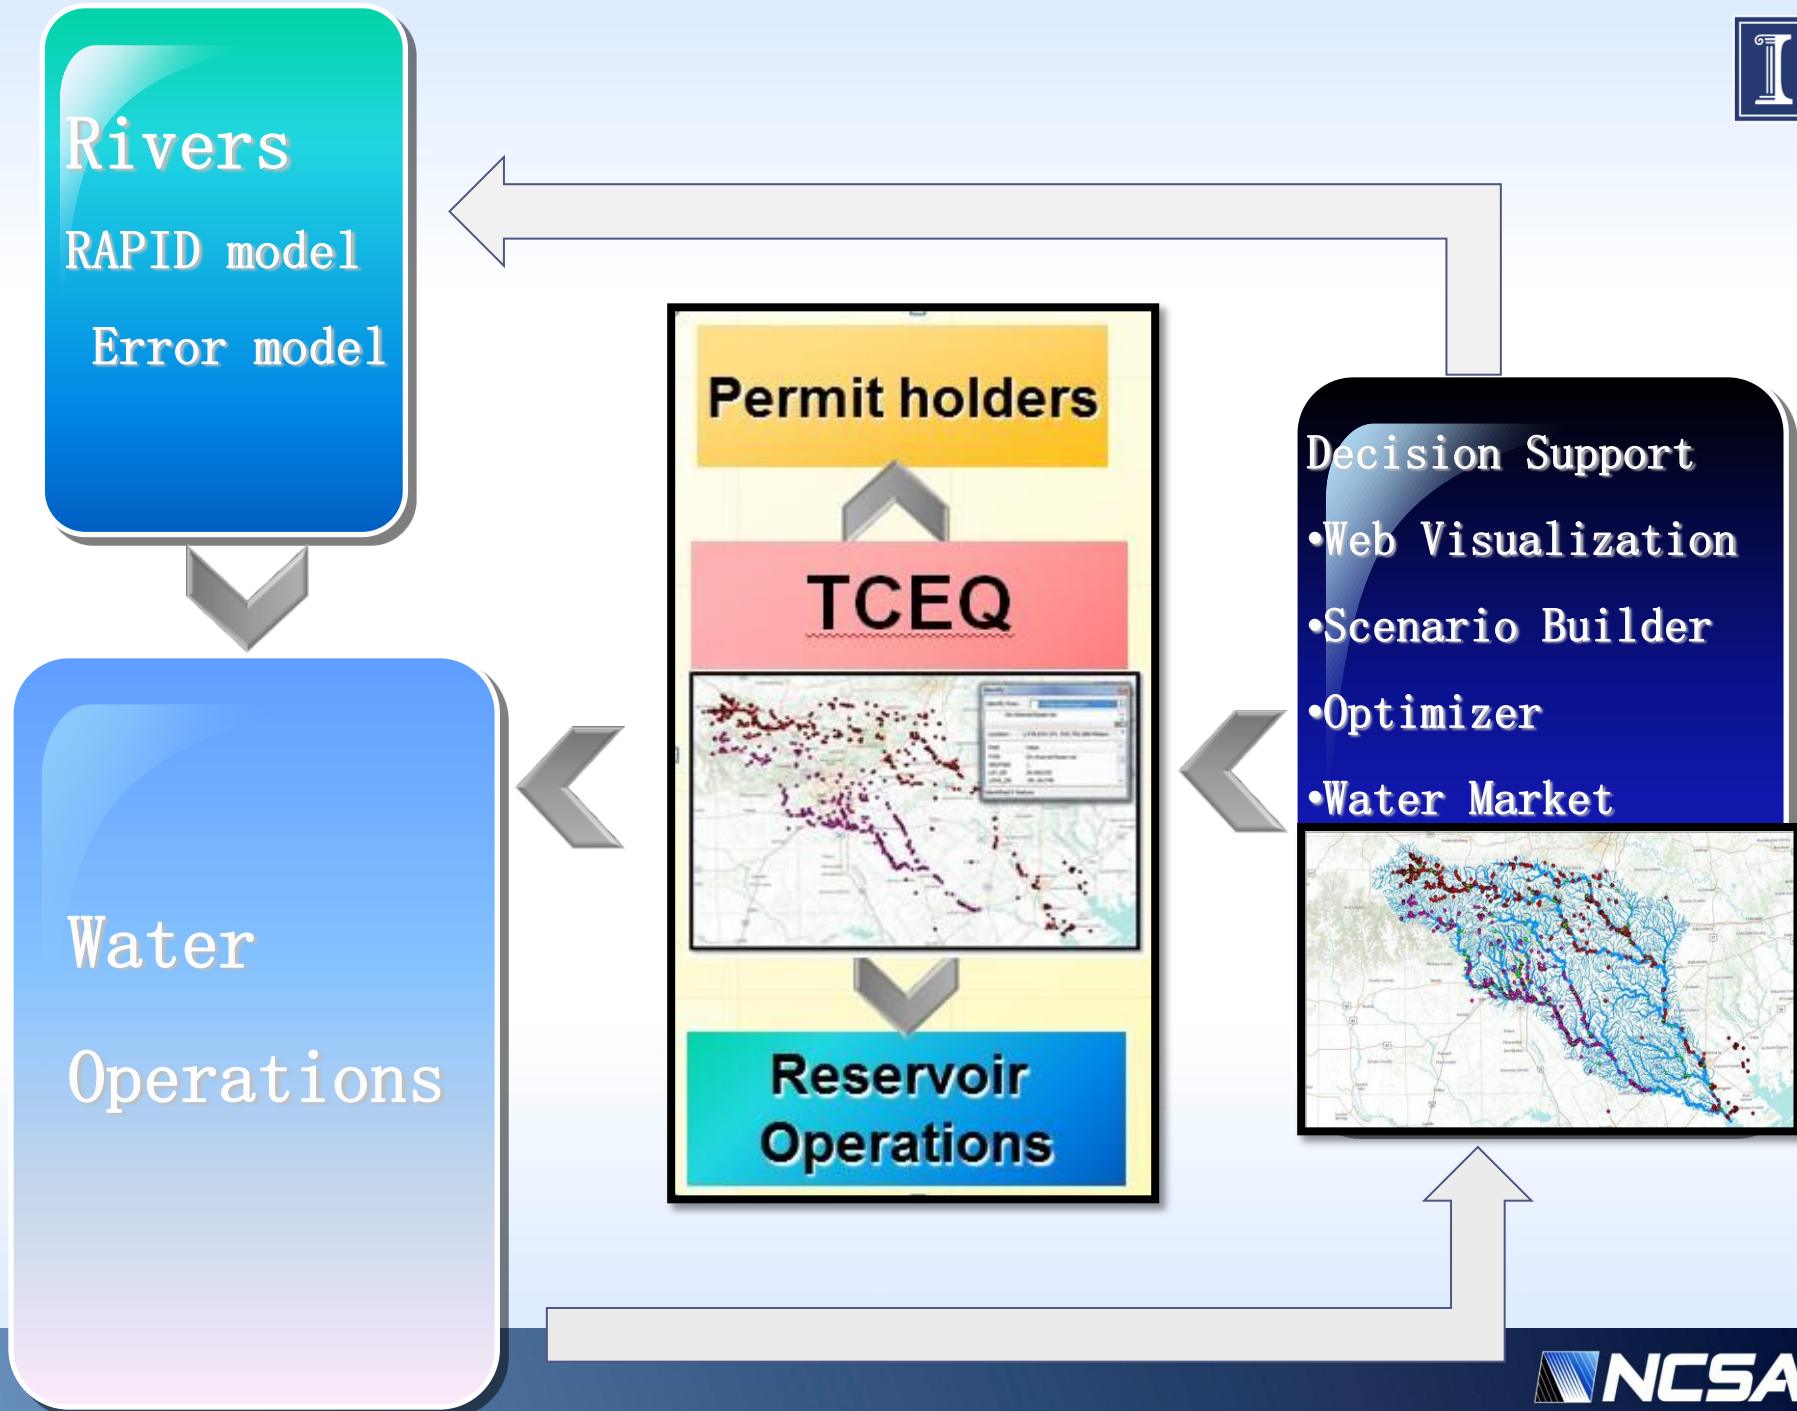 Rivers
RAPID model
Error model
Water
Operations
Permit holders
TCEQ
Reservoir
Operations
Decision Support
•Web Visualization
•Scenario Builder
•Optimizer
•Water Market
I
NCSA